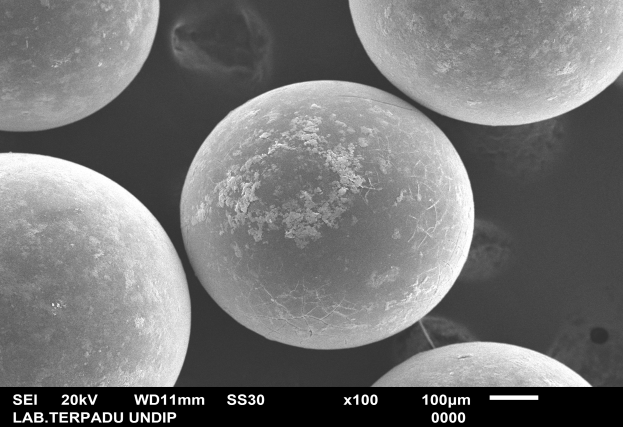 SEI 20kV WD11mm SS30 x100 100µm
LAB.TERPADU UNDIP 0000